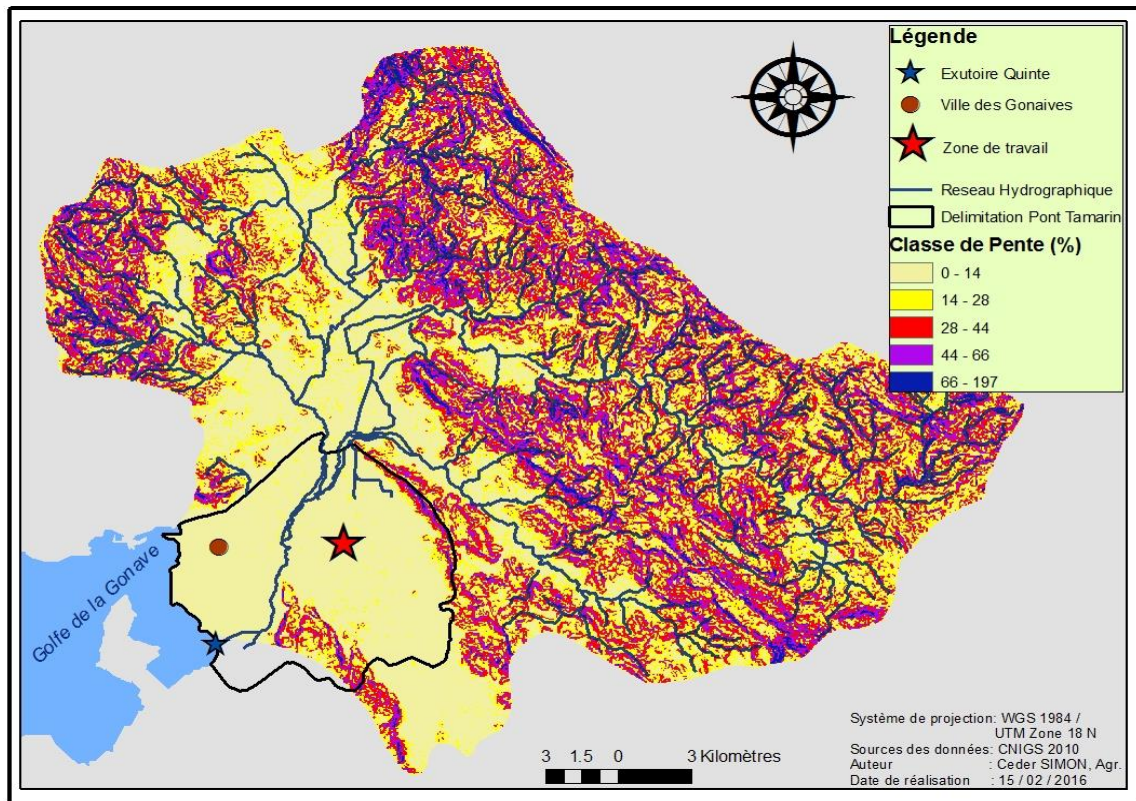 Légende
Exutoire Quinte
Ville des Gonaives
Zone de travail
Reseau Hydrographique
Delimitation Pont Tamarin
Classe de Pente (%)
0 - 14
14 - 28
28 - 44
44 - 66
66 - 197
Golfe de la Gonave
3 1.5 0 3 Kilomètres
Système de projection: WGS 1984 /
UTM Zone 18 N
Sources des données: CNIGS 2010
Auteur : Ceder SIMON, Agr.
Date de réalisation : 15 / 02 / 2016